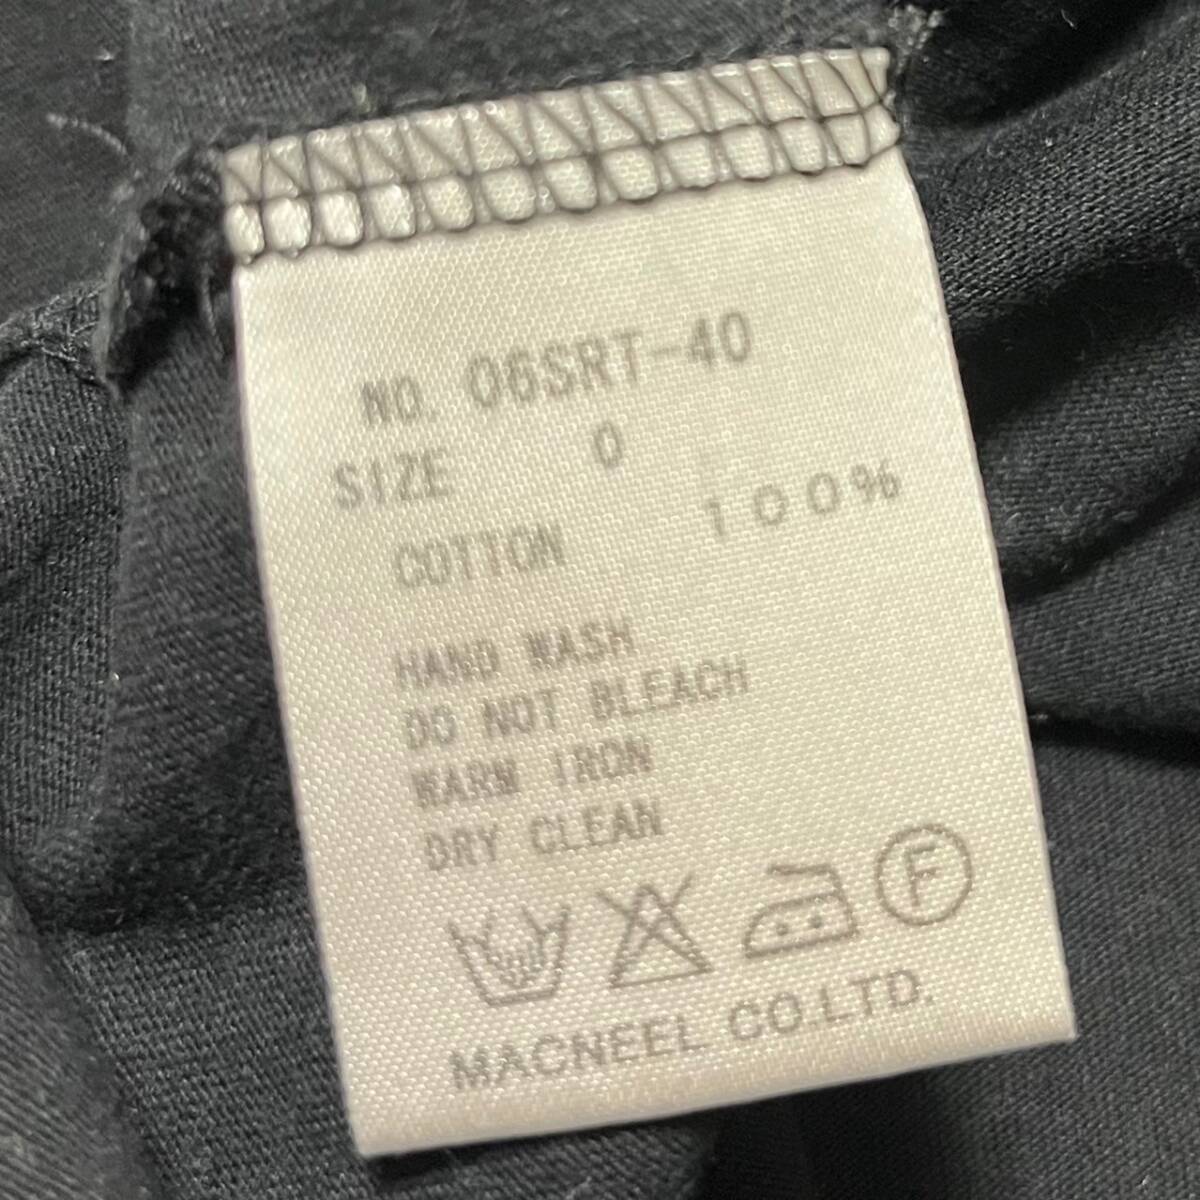 NO. 06SRT-40
SIZE 0
COTTON 100%
HAND WASH
DO NOT BLEACH
WARM IRON
DRY CLEAN
F
MACNEEL CO.LTD.